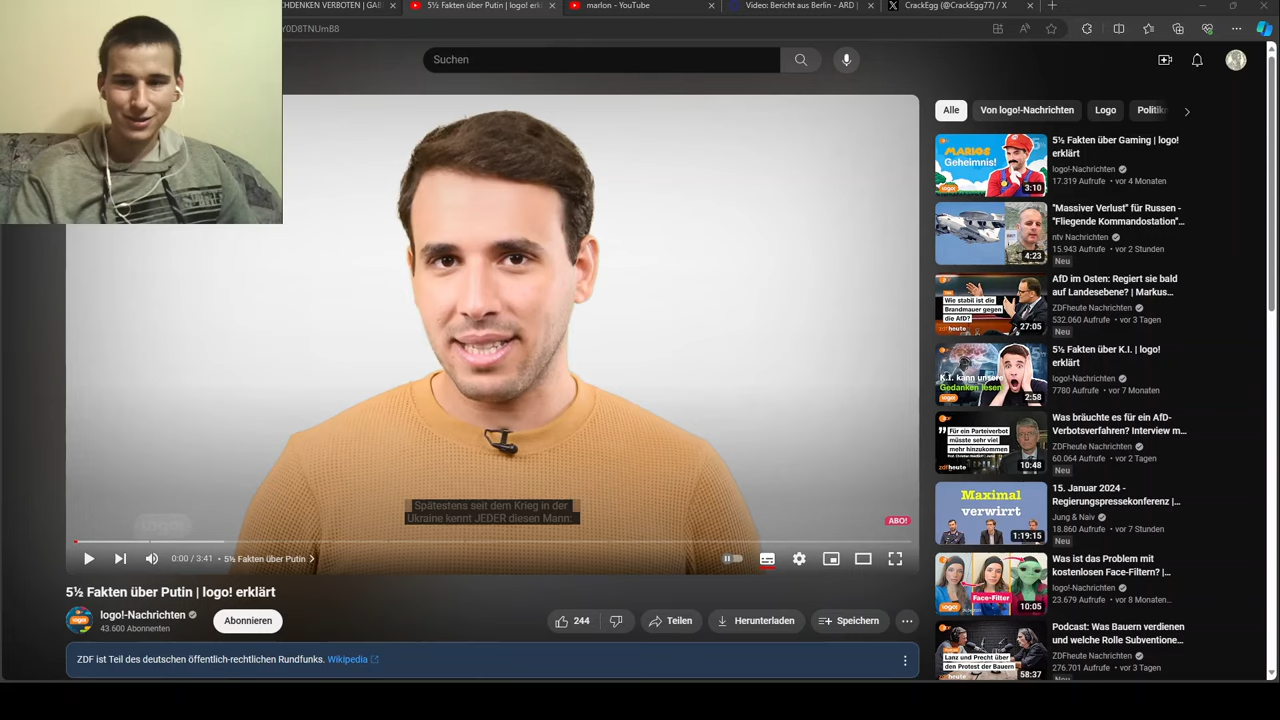 CHDENKEN VERBOTEN | GAB
5½ Fakten über Putin | logo! erkl
marlon - YouTube
Video: Bericht aus Berlin - ARD |
CrackEgg (@CrackEgg77) / X
Y0D8TNUmB8
Suchen
Alle
Von logo!-Nachrichten
Logo
Politik
MARIOS
Geheimnis!
3:10
5½ Fakten über Gaming | logo!
erklärt
logo!-Nachrichten
17.319 Aufrufe • vor 4 Monaten
4:23
"Massiver Verlust" für Russen -
"Fliegende Kommandostation"...
ntv Nachrichten
15.943 Aufrufe • vor 2 Stunden
Neu
Wie stabil ist die
Brandmauer gegen
die AfD?
27:05
AfD im Osten: Regiert sie bald
auf Landesebene? | Markus...
ZDFheute Nachrichten
532.060 Aufrufe • vor 3 Tagen
Neu
K.I. kann unsere
Gedanken lesen
logo!
2:58
5½ Fakten über K.I. | logo!
erklärt
logo!-Nachrichten
7780 Aufrufe • vor 7 Monaten
Für ein Parteiverbot
müsste sehr viel
mehr hinzukommen
zdfheute
10:48
Was bräuchte es für ein AfD-
Verbotsverfahren? Interview m...
ZDFheute Nachrichten
60.064 Aufrufe • vor 2 Tagen
Neu
Maximal
verwirrt
1:19:15
15. Januar 2024 -
Regierungspressekonferenz |...
Jung & Naiv
18.860 Aufrufe • vor 7 Stunden
Neu
Face-Filter
logo!
10:05
Was ist das Problem mit
kostenlosen Face-Filtern? |...
logo!-Nachrichten
23.679 Aufrufe • vor 8 Monaten...
Lanz und Precht über
den Protest der Bauern
58:37
Podcast: Was Bauern verdienen
und welche Rolle Subventione...
ZDFheute Nachrichten
276.701 Aufrufe • vor 3 Tagen
Spätestens seit dem Krieg in der
Ukraine kennt JEDER diesen Mann:
ABO!
0:00 / 3:41 • 5½ Fakten über Putin
5½ Fakten über Putin | logo! erklärt
logo!-Nachrichten
43.600 Abonnenten
Abonnieren
244
Teilen
Herunterladen
Speichern
ZDF ist Teil des deutschen öffentlich-rechtlichen Rundfunks. Wikipedia